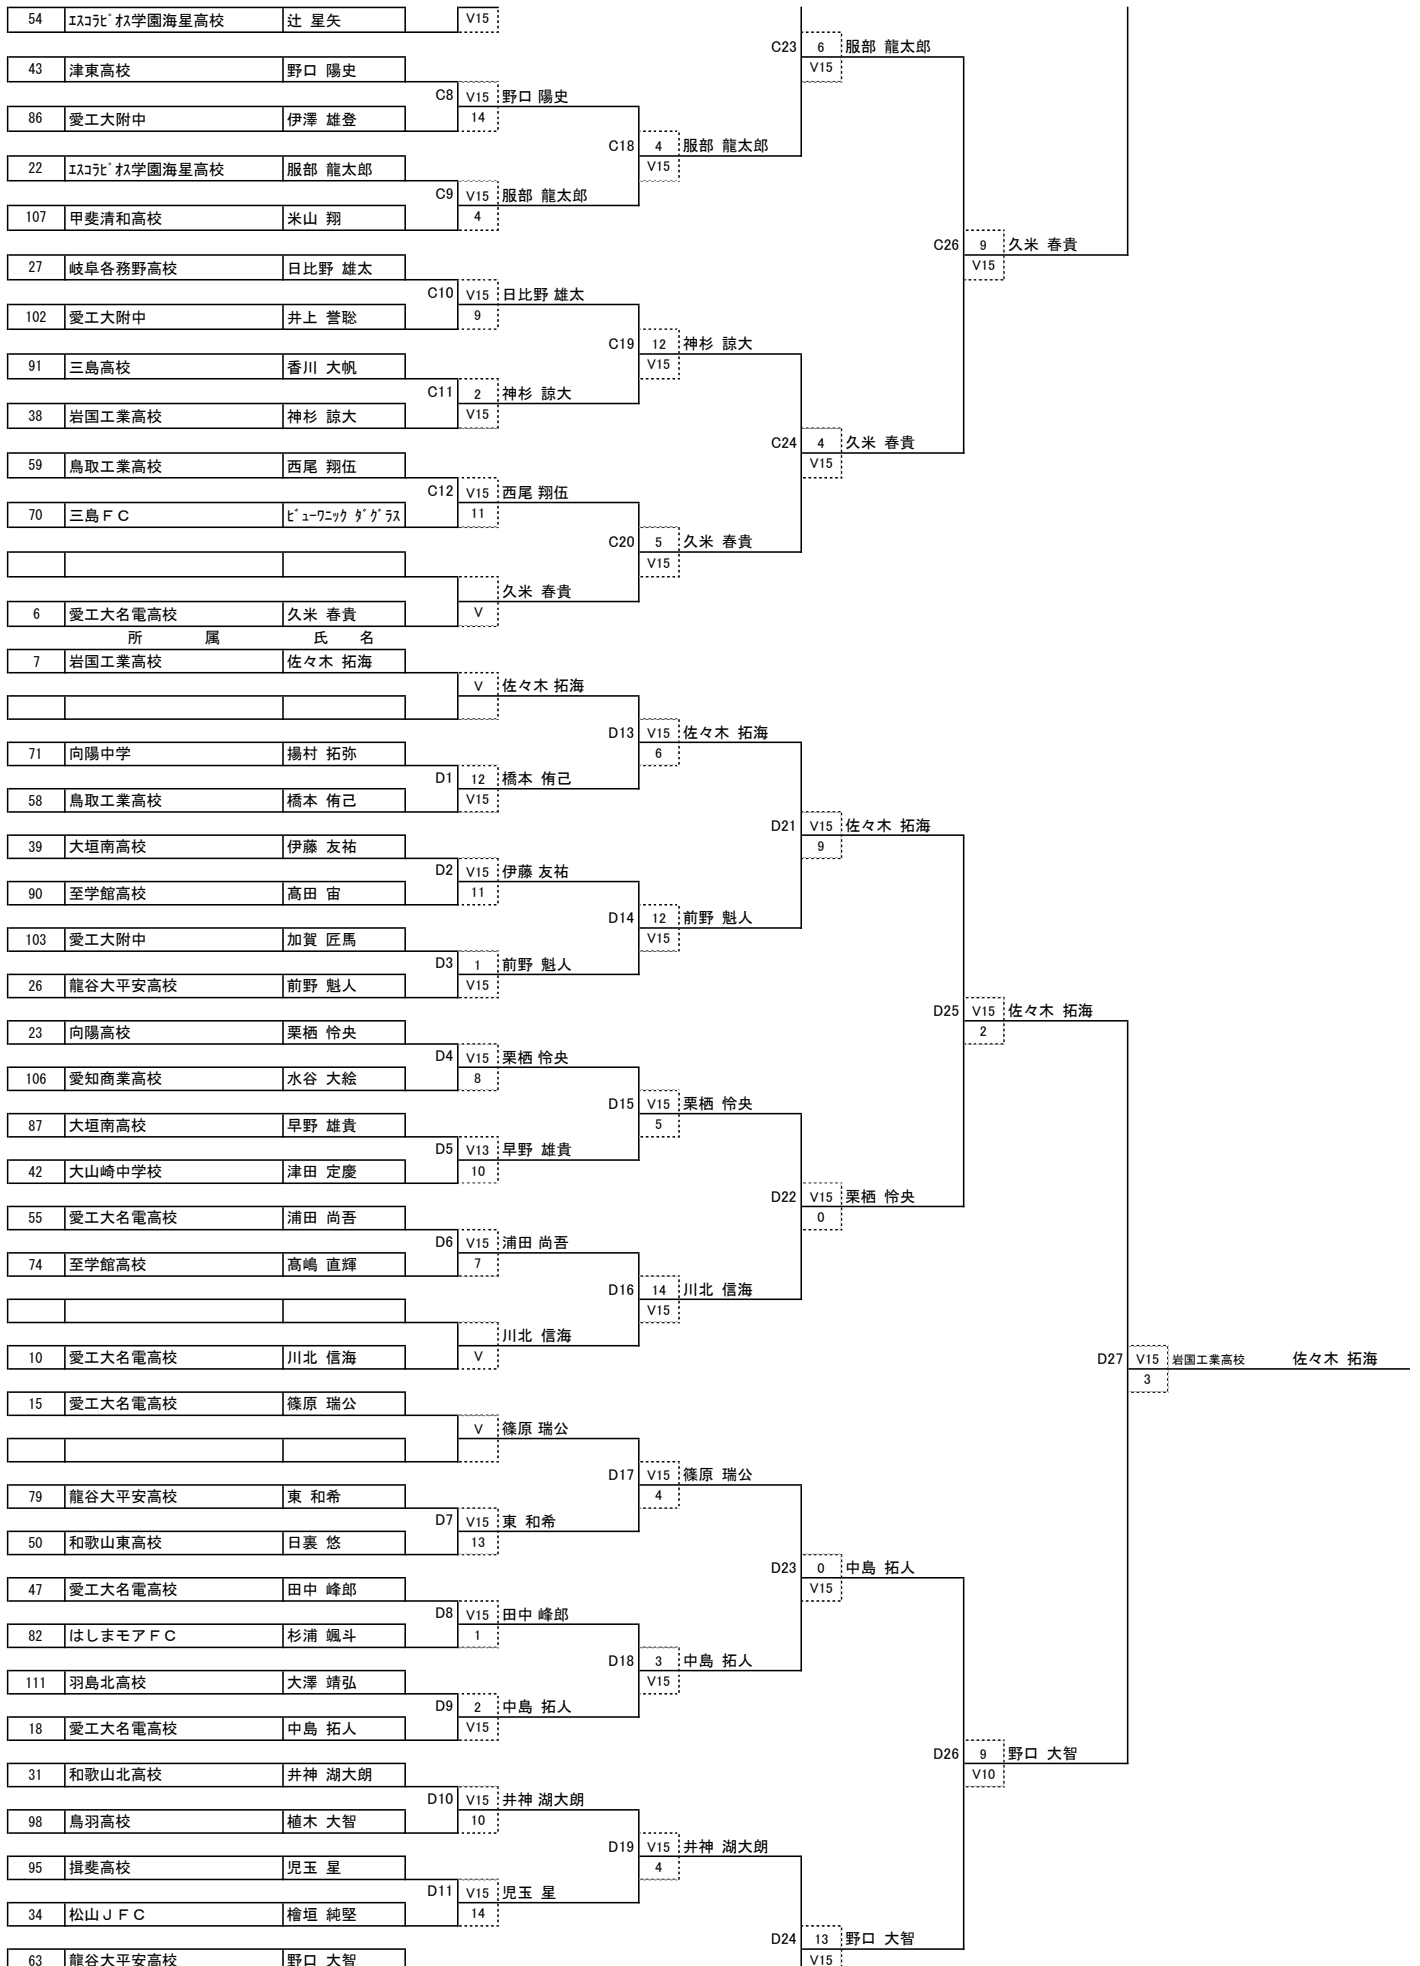 54 ｴｽｺﾗﾋﾟｵｽ学園海星高校 辻 星矢 V15
C23 6 服部 龍太郎
43 津東高校 野口 陽史 V15
C8 V15 野口 陽史
86 愛工大附中 伊澤 雄登 14
C18 4 服部 龍太郎
22 ｴｽｺﾗﾋﾟｵｽ学園海星高校 服部 龍太郎 V15
C9 V15 服部 龍太郎
107 甲斐清和高校 米山 翔 4
C26 9 久米 春貴
27 岐阜各務野高校 日比野 雄太 V15
C10 V15 日比野 雄太
102 愛工大附中 井上 誉聡 9
C19 12 神杉 諒大
91 三島高校 香川 大帆 V15
C11 2 神杉 諒大
38 岩国工業高校 神杉 諒大 V15
C24 4 久米 春貴
59 鳥取工業高校 西尾 翔伍 V15
C12 V15 西尾 翔伍
70 三島ＦＣ ﾋﾞｭｰﾜﾆｯｸ ﾀﾞｸﾞﾗｽ 11
C20 5 久米 春貴
V15
久米 春貴
6 愛工大名電高校 久米 春貴 V
所 属 氏 名
7 岩国工業高校 佐々木 拓海
V 佐々木 拓海
D13 V15 佐々木 拓海
71 向陽中学 揚村 拓弥 6
D1 12 橋本 侑己
58 鳥取工業高校 橋本 侑己 V15
D21 V15 佐々木 拓海
39 大垣南高校 伊藤 友祐 9
D2 V15 伊藤 友祐
90 至学館高校 髙田 宙 11
D14 12 前野 魁人
103 愛工大附中 加賀 匠馬 V15
D3 1 前野 魁人
26 龍谷大平安高校 前野 魁人 V15
D25 V15 佐々木 拓海
23 向陽高校 栗栖 怜央 2
D4 V15 栗栖 怜央
106 愛知商業高校 水谷 大絵 8
D15 V15 栗栖 怜央
87 大垣南高校 早野 雄貴 5
D5 V13 早野 雄貴
42 大山崎中学校 津田 定慶 10
D22 V15 栗栖 怜央
55 愛工大名電高校 浦田 尚吾 0
D6 V15 浦田 尚吾
74 至学館高校 髙嶋 直輝 7
D16 14 川北 信海
V15
川北 信海
10 愛工大名電高校 川北 信海 V
D27 V15 岩国工業高校 佐々木 拓海
3
15 愛工大名電高校 篠原 瑞公
V 篠原 瑞公
D17 V15 篠原 瑞公
79 龍谷大平安高校 東 和希 4
D7 V15 東 和希
50 和歌山東高校 日裏 悠 13
D23 0 中島 拓人
47 愛工大名電高校 田中 峰郎 V15
D8 V15 田中 峰郎
82 はしまモアＦＣ 杉浦 颯斗 1
D18 3 中島 拓人
111 羽島北高校 大澤 靖弘 V15
D9 2 中島 拓人
18 愛工大名電高校 中島 拓人 V15
D26 9 野口 大智
31 和歌山北高校 井神 湖大朗 V10
D10 V15 井神 湖大朗
98 鳥羽高校 植木 大智 10
D19 V15 井神 湖大朗
95 揖斐高校 児玉 星 4
D11 V15 児玉 星
34 松山ＪＦＣ 檜垣 純堅 14
D24 13 野口 大智
63 龍谷大平安高校 野口 大智 V15